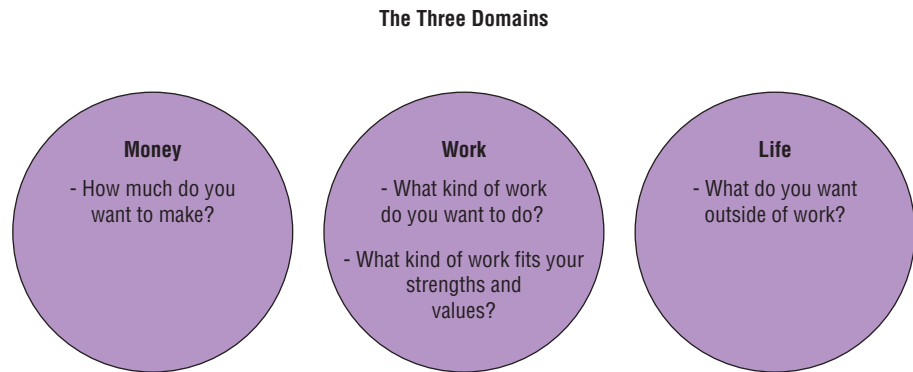 The Three Domains
Money
- How much do you
want to make?
Work
- What kind of work
do you want to do?
- What kind of work fits your
strengths and
values?
Life
- What do you want
outside of work?